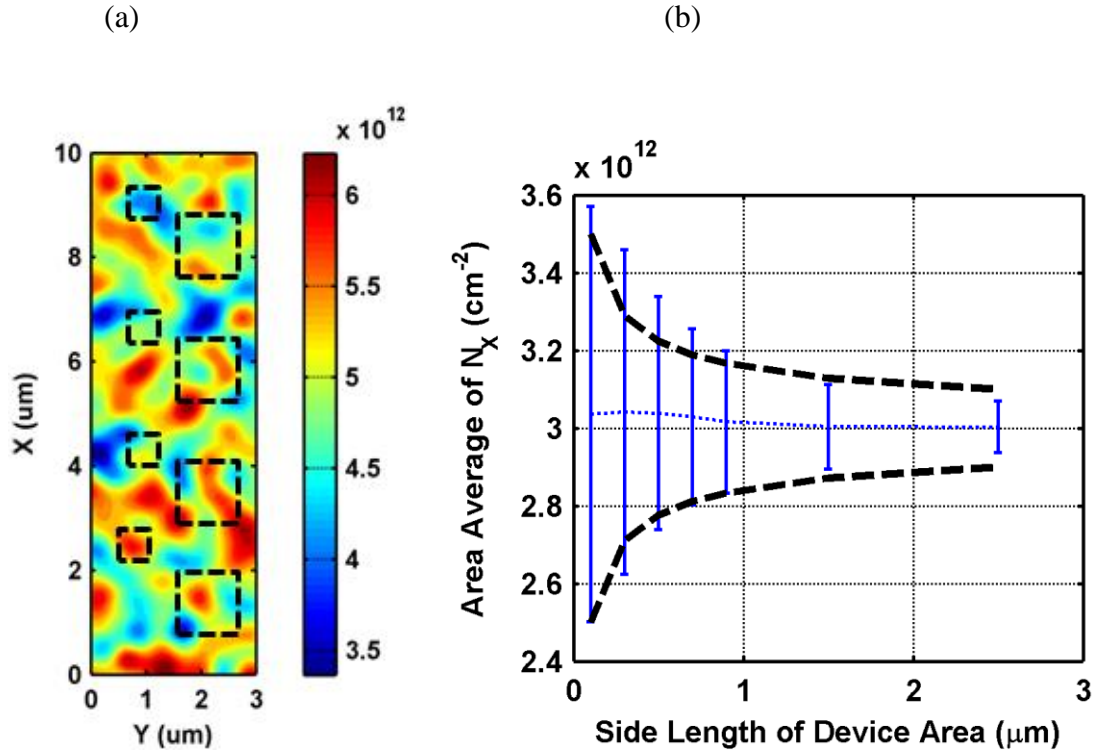 (a)
(b)
x 10^12
10
8
6
4
2
0
0 1 2 3
X (um)
Y (um)
6
5.5
5
4.5
4
3.5
x 10^12
3.6
3.4
3.2
3
2.8
2.6
2.4
0 1 2 3
Area Average of N_X (cm^-2)
Side Length of Device Area (μm)